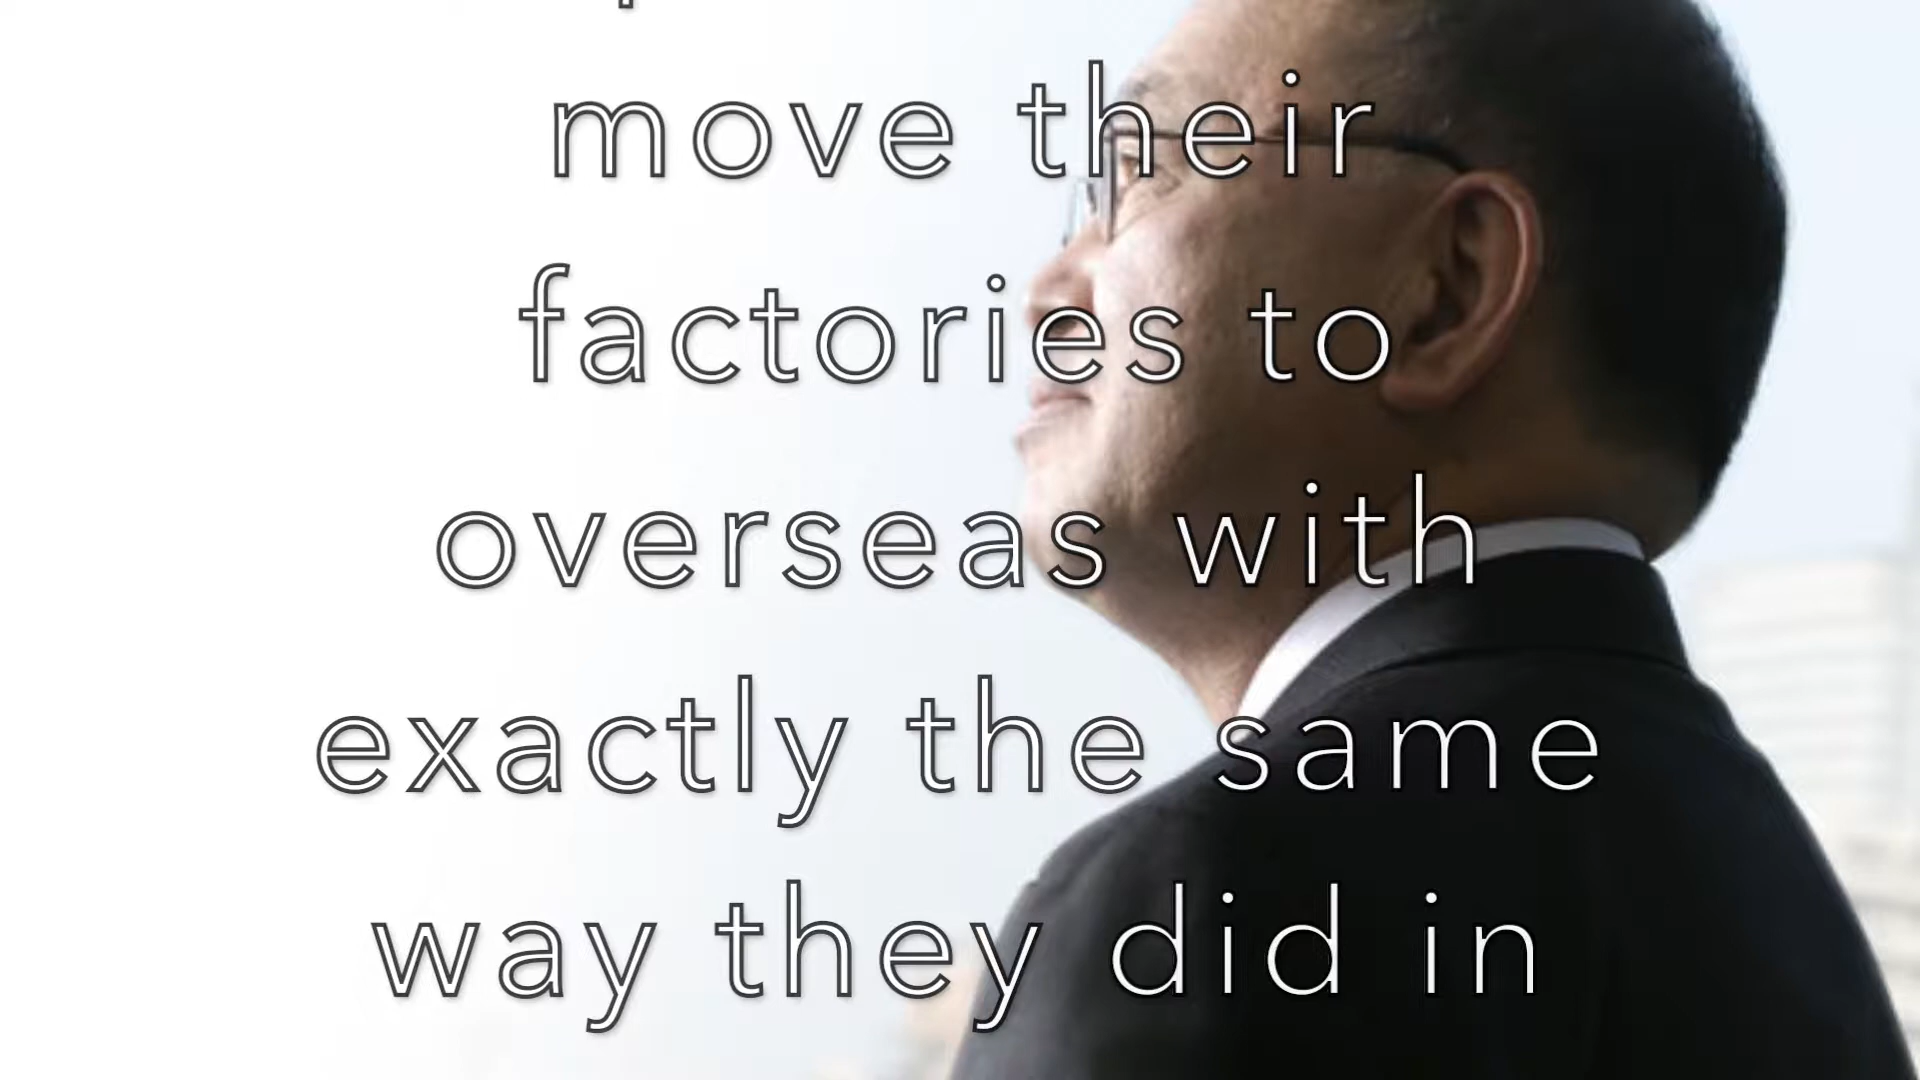 move their
factories to
overseas with
exactly the same
way they did in